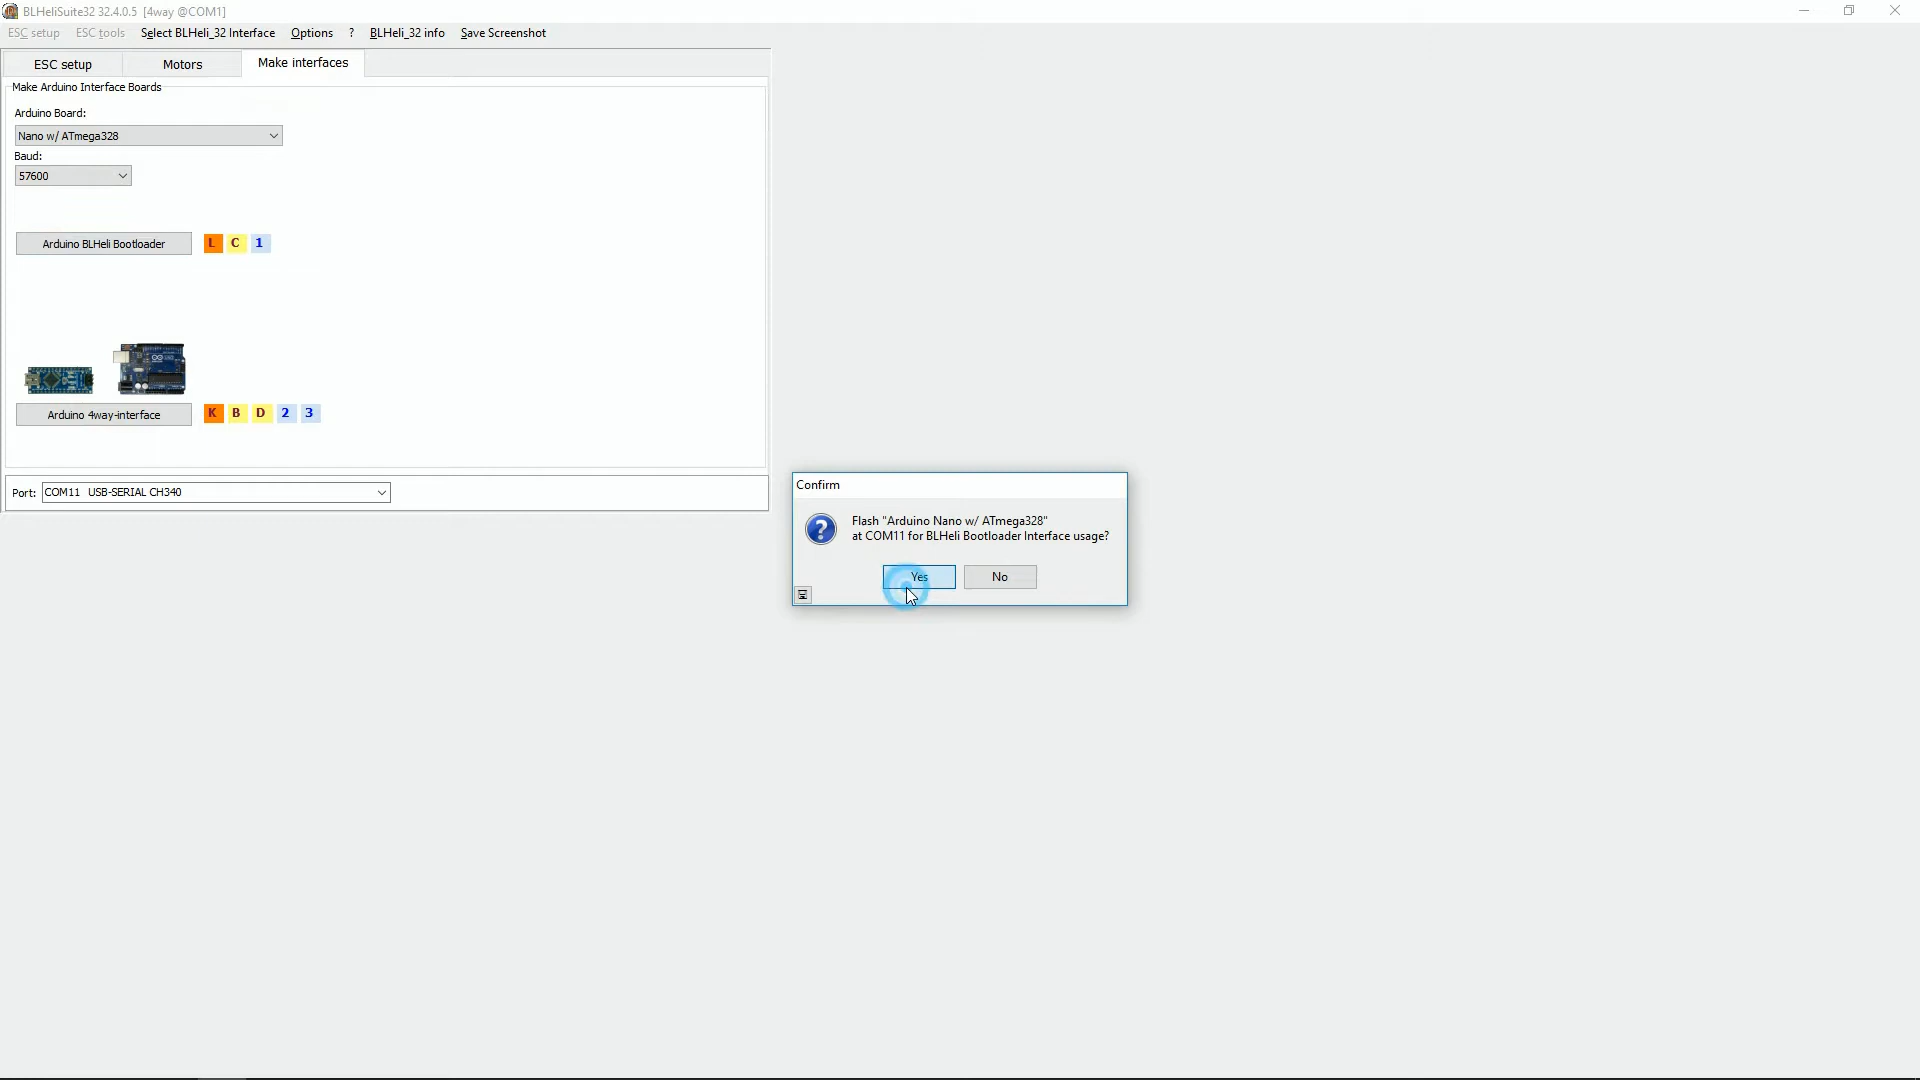 BLHeliSuite32 32.4.0.5 [4way @COM1]
ESC setup ESC tools Select BLHeli_32 Interface Options ? BLHeli_32 info Save Screenshot
ESC setup Motors Make interfaces
Make Arduino Interface Boards
Arduino Board:
Nano w/ ATmega328
Baud:
57600
Arduino BLHeli Bootloader L C 1
Arduino 4way-interface K B D 2 3
Port: COM11 USB-SERIAL CH340
Confirm
Flash "Arduino Nano w/ ATmega328"
at COM11 for BLHeli Bootloader Interface usage?
Yes No